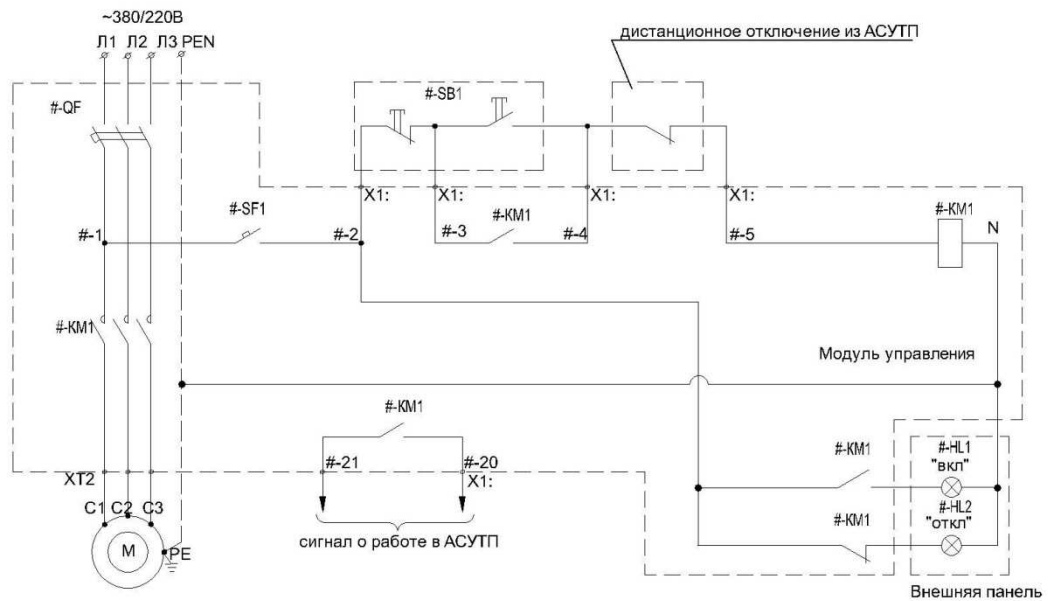 ~380/220В
Л1 Л2 Л3 PEN
дистанционное отключение из АСУТП
#-QF
#-SB1
X1: X1: X1: X1:
#-SF1
#-KM1
#-KM1
#-1 #-2 #-3 #-4 #-5 N
#-KM1
Модуль управления
#-KM1
#-21 #-20
X1:
XT2
#-KM1
#-HL1
"вкл"
C1 C2 C3
#-KM1
#-HL2
"откл"
сигнал о работе в АСУТП
M
PE
Внешняя панель